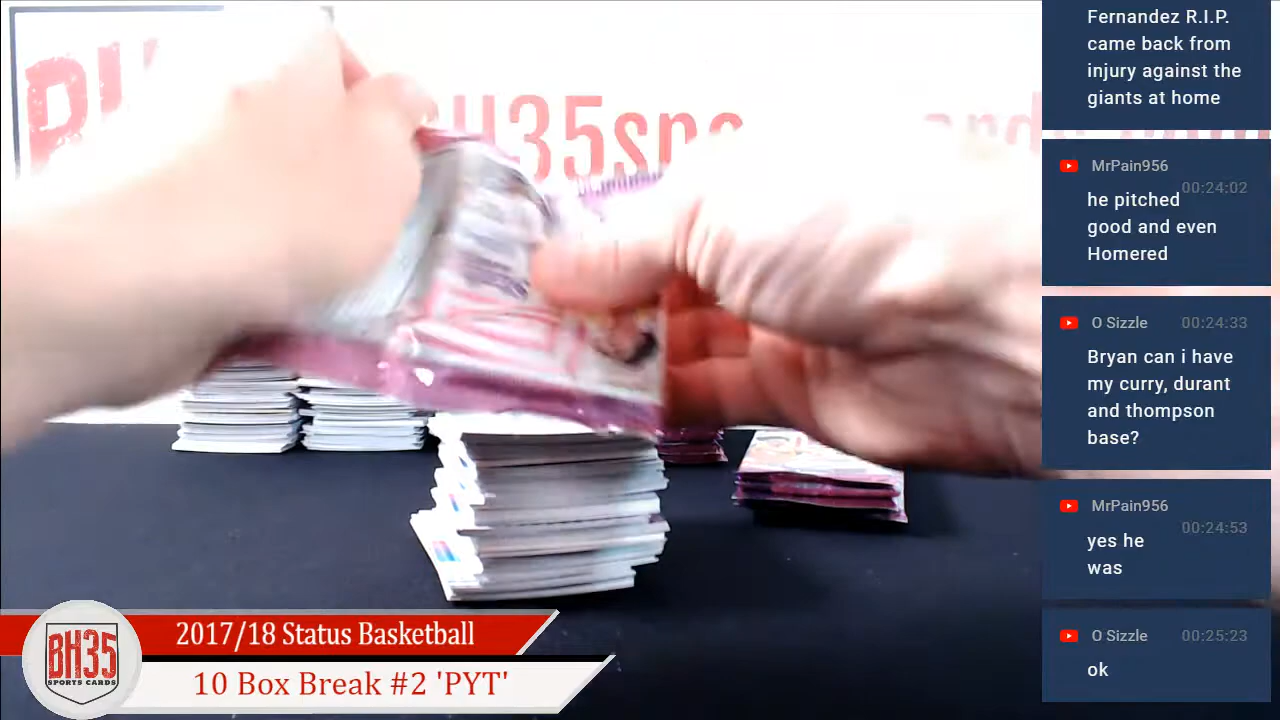 Fernandez R.I.P.
came back from
injury against the
giants at home
MrPain956
00:24:02
he pitched
good and even
Homered
O Sizzle 00:24:33
Bryan can i have
my curry, durant
and thompson
base?
MrPain956
00:24:53
yes he
was
O Sizzle 00:25:23
ok
BH35
SPORTS CARDS
2017/18 Status Basketball
10 Box Break #2 'PYT'